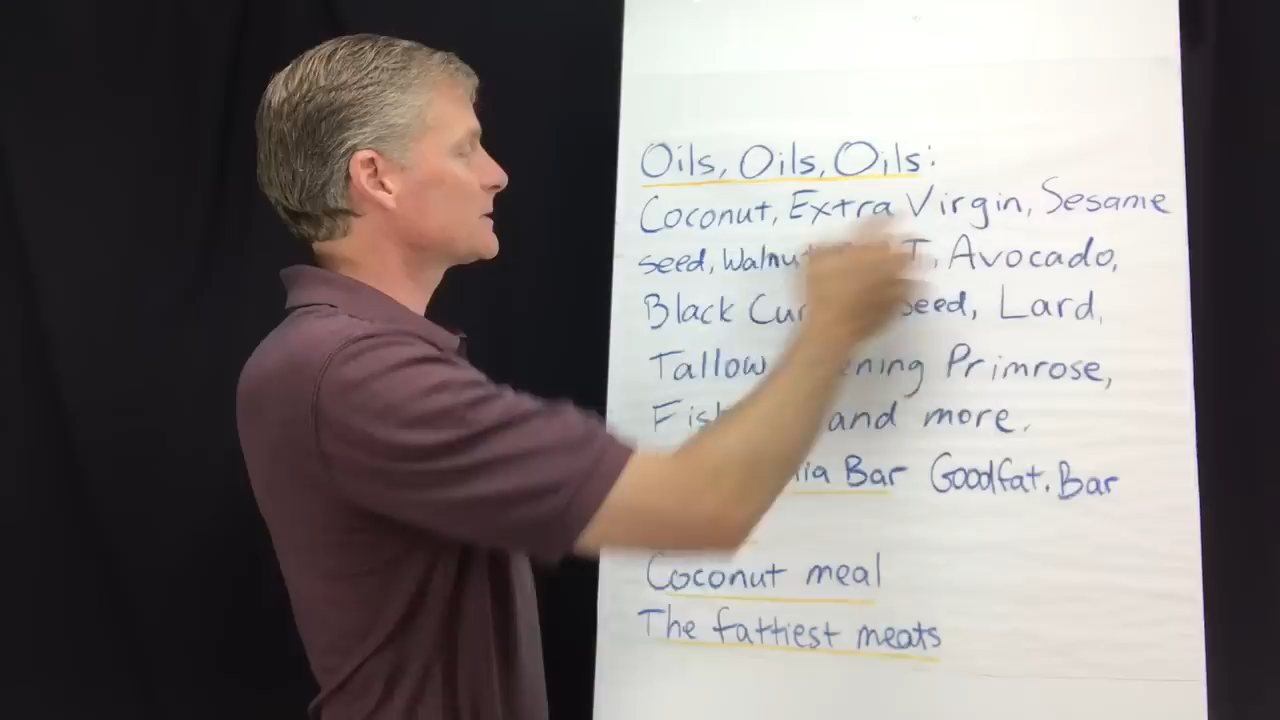 Oils, Oils, Oils:
Coconut, Extra Virgin, Sesame
seed, Walnut Avocado,
Black seed, Lard,
Tallow Primrose,
and more.
Bar Goodfat.Bar
Coconut meal
The fattiest meats